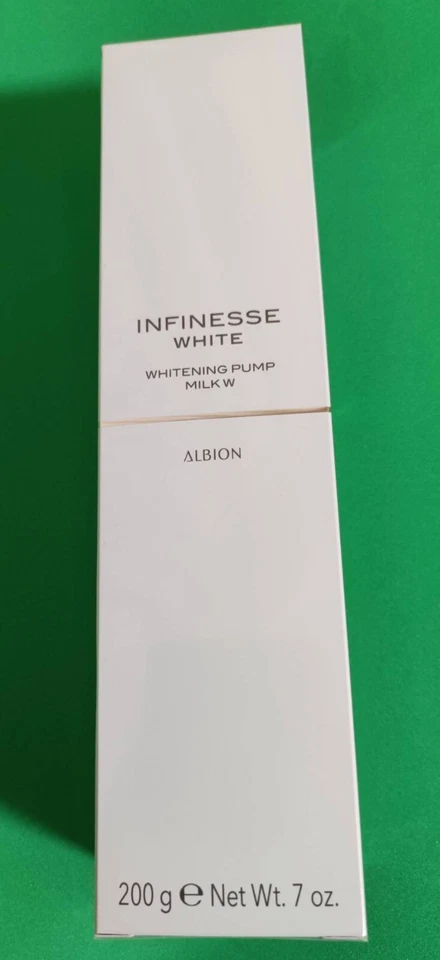 INFINESSE
WHITE
WHITENING PUMP
MILK W
ALBION
200 g ℮ Net Wt. 7 oz.